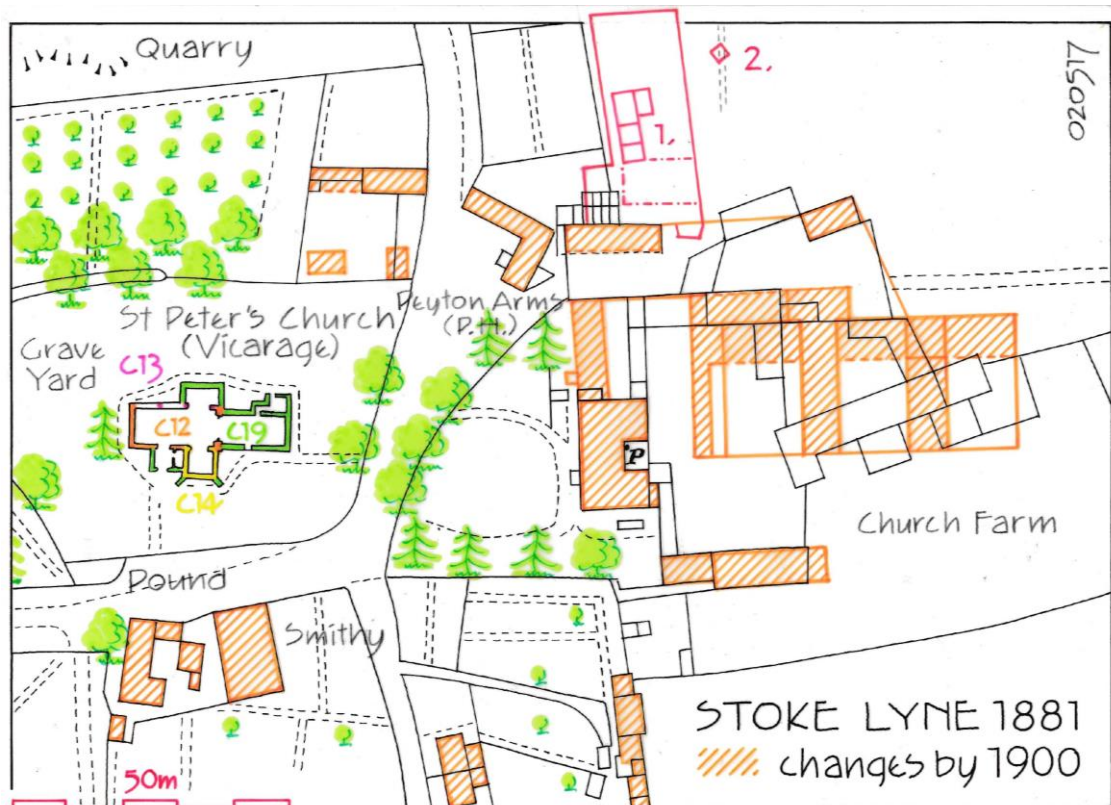 Quarry
2.
020517
1.
St Peter's Church
(Vicarage)
Peyton Arms
(P.H.)
Grave
Yard
C13
C12
C19
C14
P
Church Farm
Pound
Smithy
STOKE LYNE 1881
changes by 1900
50m